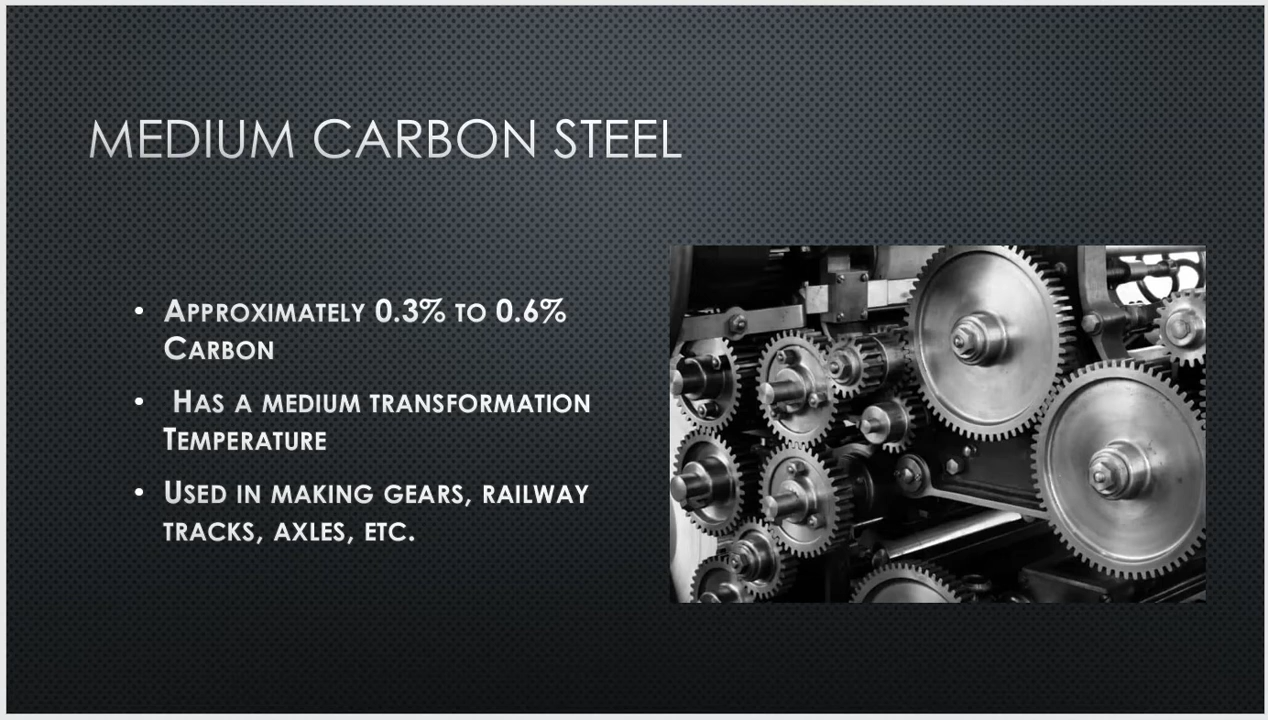 MEDIUM CARBON STEEL
• APPROXIMATELY 0.3% TO 0.6%
CARBON
• HAS A MEDIUM TRANSFORMATION
TEMPERATURE
• USED IN MAKING GEARS, RAILWAY
TRACKS, AXLES, ETC.